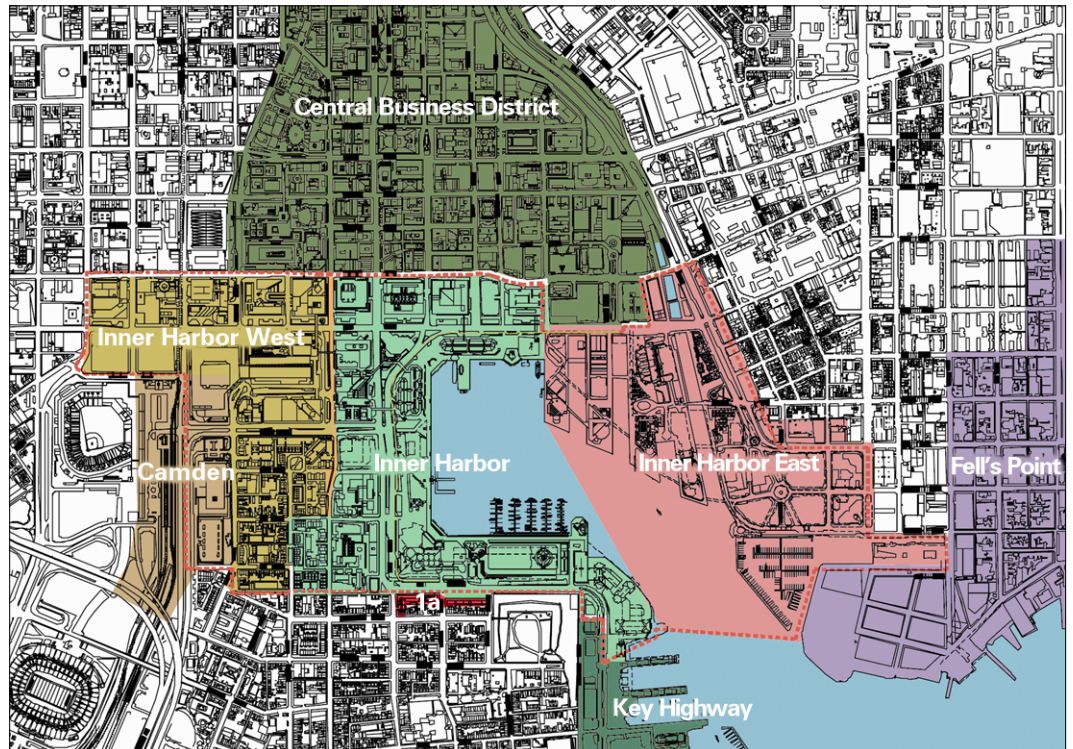 Central Business District
Inner Harbor West
Camden
Inner Harbor
Inner Harbor East
Fell's Point
1a
Key Highway